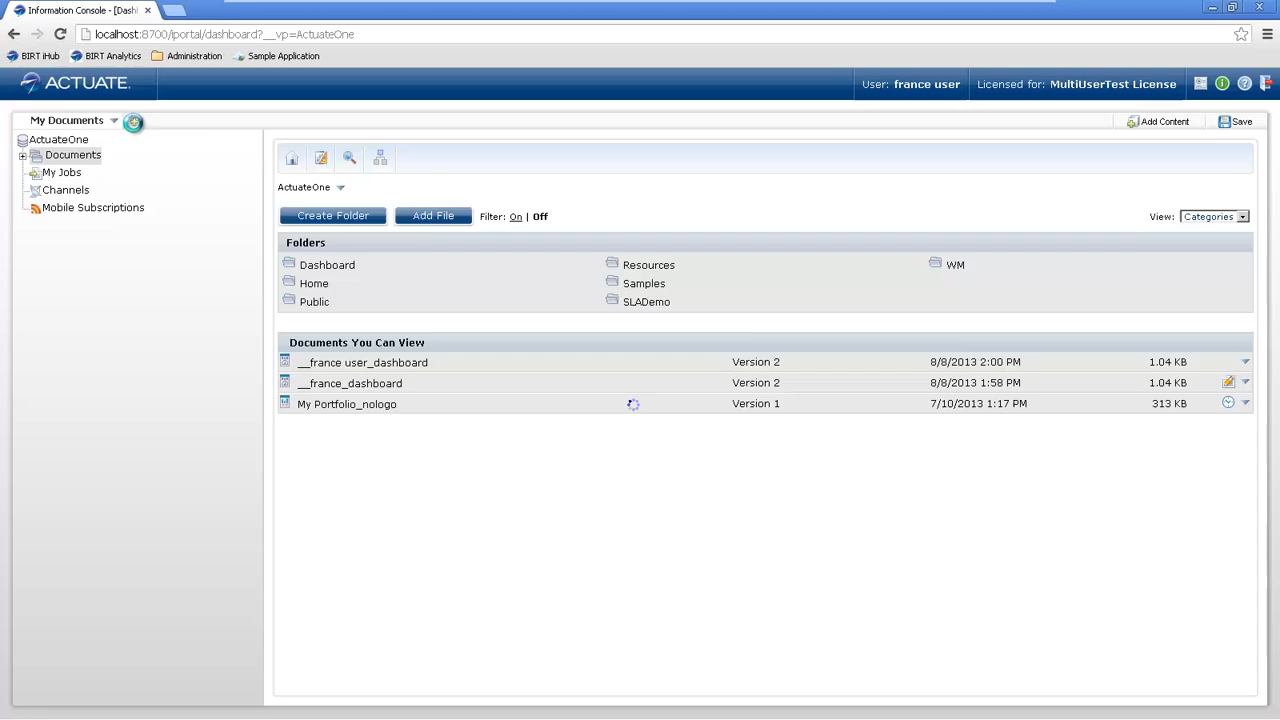 Information Console - [Dash
localhost:8700/iportal/dashboard?__vp=ActuateOne
BIRT iHub BIRT Analytics Administration Sample Application
ACTUATE User: france user Licensed for: MultiUserTest License
My Documents Add Content Save
ActuateOne
Documents
My Jobs
Channels
Mobile Subscriptions
ActuateOne
Create Folder Add File Filter: On | Off View: Categories
Folders
Dashboard Resources WM
Home Samples
Public SLADemo
Documents You Can View
__france user_dashboard Version 2 8/8/2013 2:00 PM 1.04 KB
__france_dashboard Version 2 8/8/2013 1:58 PM 1.04 KB
My Portfolio_nologo Version 1 7/10/2013 1:17 PM 313 KB